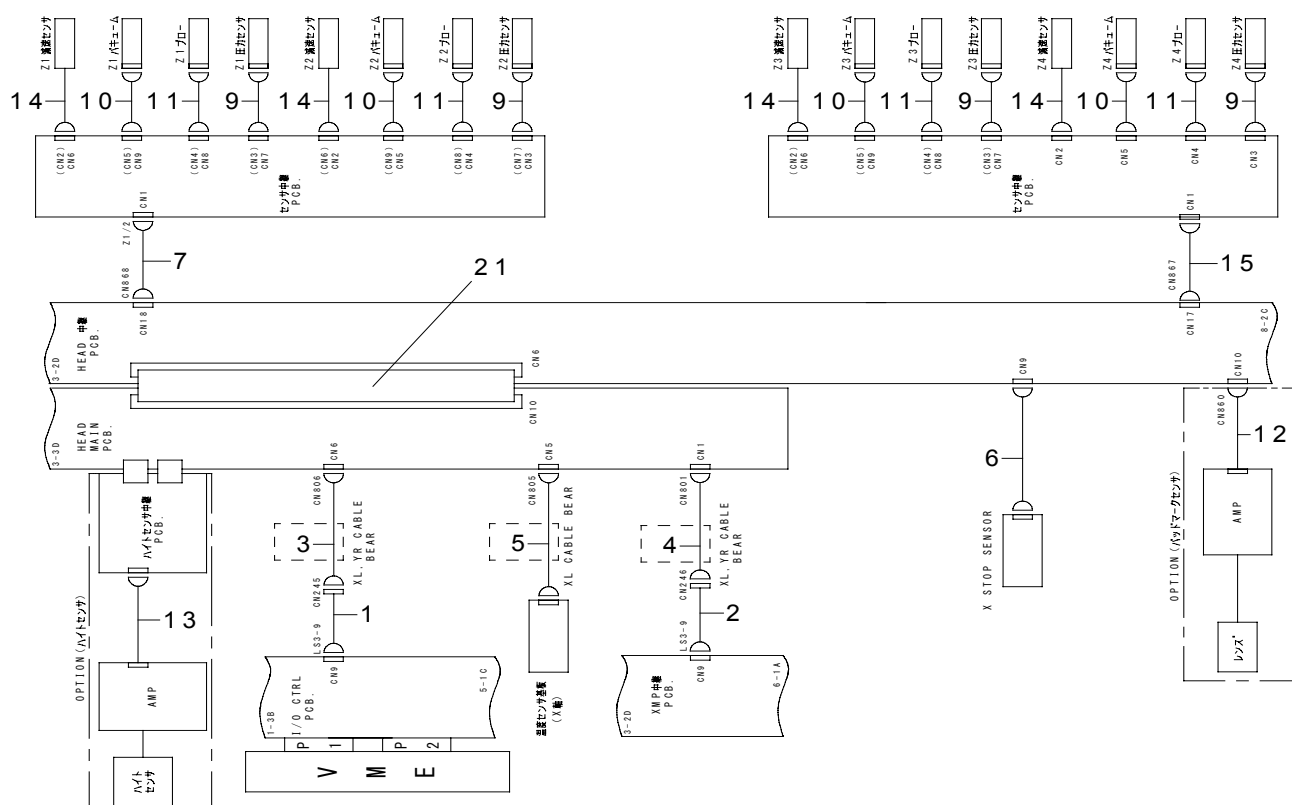 Z1 減速センサ
Z1 バキューム
Z1 ブロー
Z1 圧力センサ
Z2 減速センサ
Z2 バキューム
Z2 ブロー
Z2 圧力センサ
Z3 減速センサ
Z3 バキューム
Z3 ブロー
Z3 圧力センサ
Z4 減速センサ
Z4 バキューム
Z4 ブロー
Z4 圧力センサ
14
10
11
9
14
10
11
9
14
10
11
9
14
10
11
9
(CN2)
CN6
(CN5)
CN9
(CN4)
CN8
(CN3)
CN7
(CN6)
CN2
(CN9)
CN5
(CN8)
CN4
(CN7)
CN3
(CN2)
CN6
(CN5)
CN9
(CN4)
CN8
(CN3)
CN7
CN2
CN5
CN4
CN3
センサ中継
PCB.
センサ中継
PCB.
CN1
Z1/2
7
CN868
CN18
21
CN1
15
CN867
CN17
3-2D
HEAD 中継
PCB.
CN6
CN9
CN10
8-2C
3-3D
HEAD
MAIN
PCB.
CN10
CN6
CN5
CN1
CN860
12
ハイトセンサ中継
PCB.
CN806
CN805
CN801
6
AMP
3
XL,YR CABLE
BEAR
5
XL CABLE BEAR
4
XL,YR CABLE
BEAR
X STOP SENSOR
OPTION(バッドマークセンサ)
OPTION(ハイトセンサ)
13
CN245
1
LS3-9
CN246
2
LS3-9
レンズ
AMP
CN9
1-3B
I/O CTRL
PCB.
5-1C
温度センサ基板
(X軸)
CN9
3-2D
XMP中継
PCB.
6-1A
P1
P2
VME
ハイト
センサ